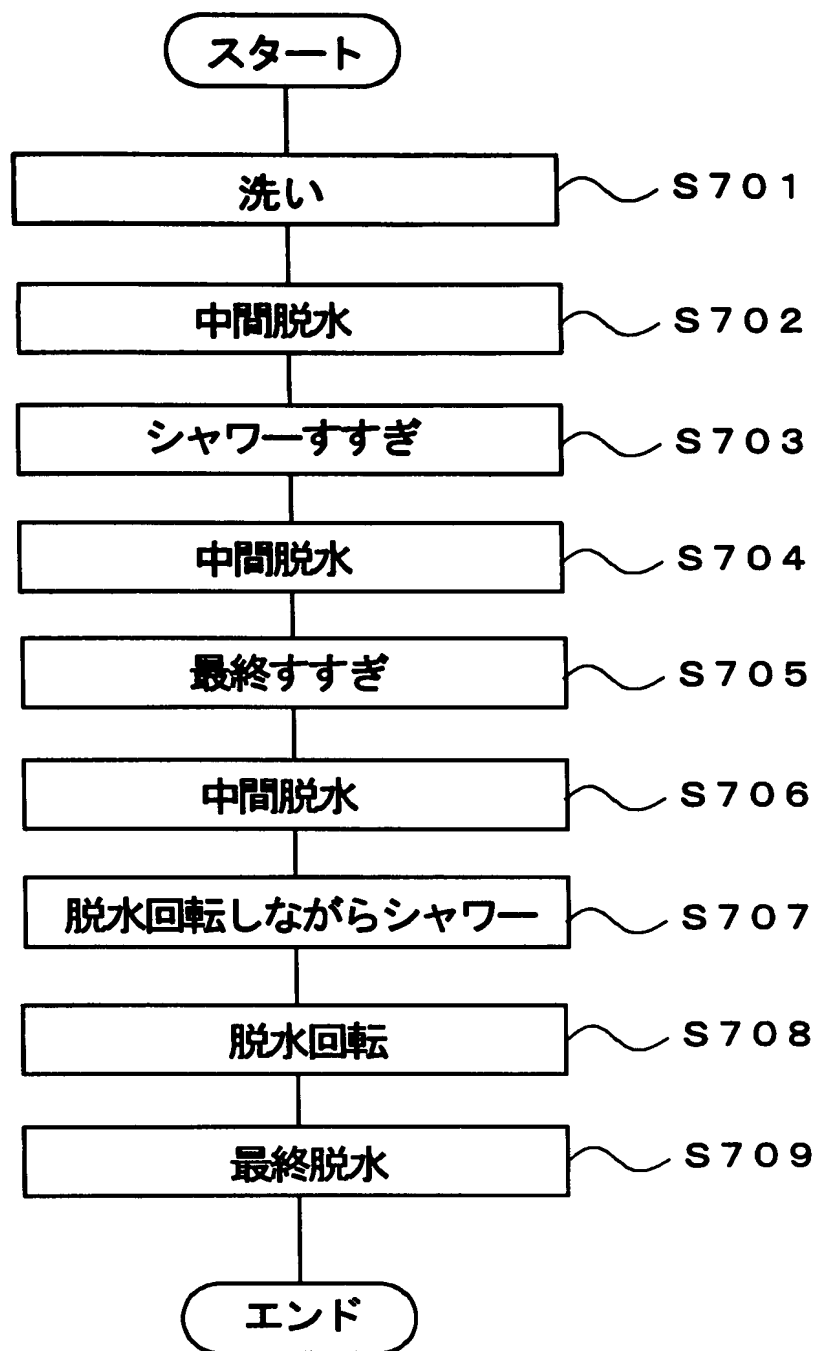 スタート
洗い S701
中間脱水 S702
シャワーすすぎ S703
中間脱水 S704
最終すすぎ S705
中間脱水 S706
脱水回転しながらシャワー S707
脱水回転 S708
最終脱水 S709
エンド